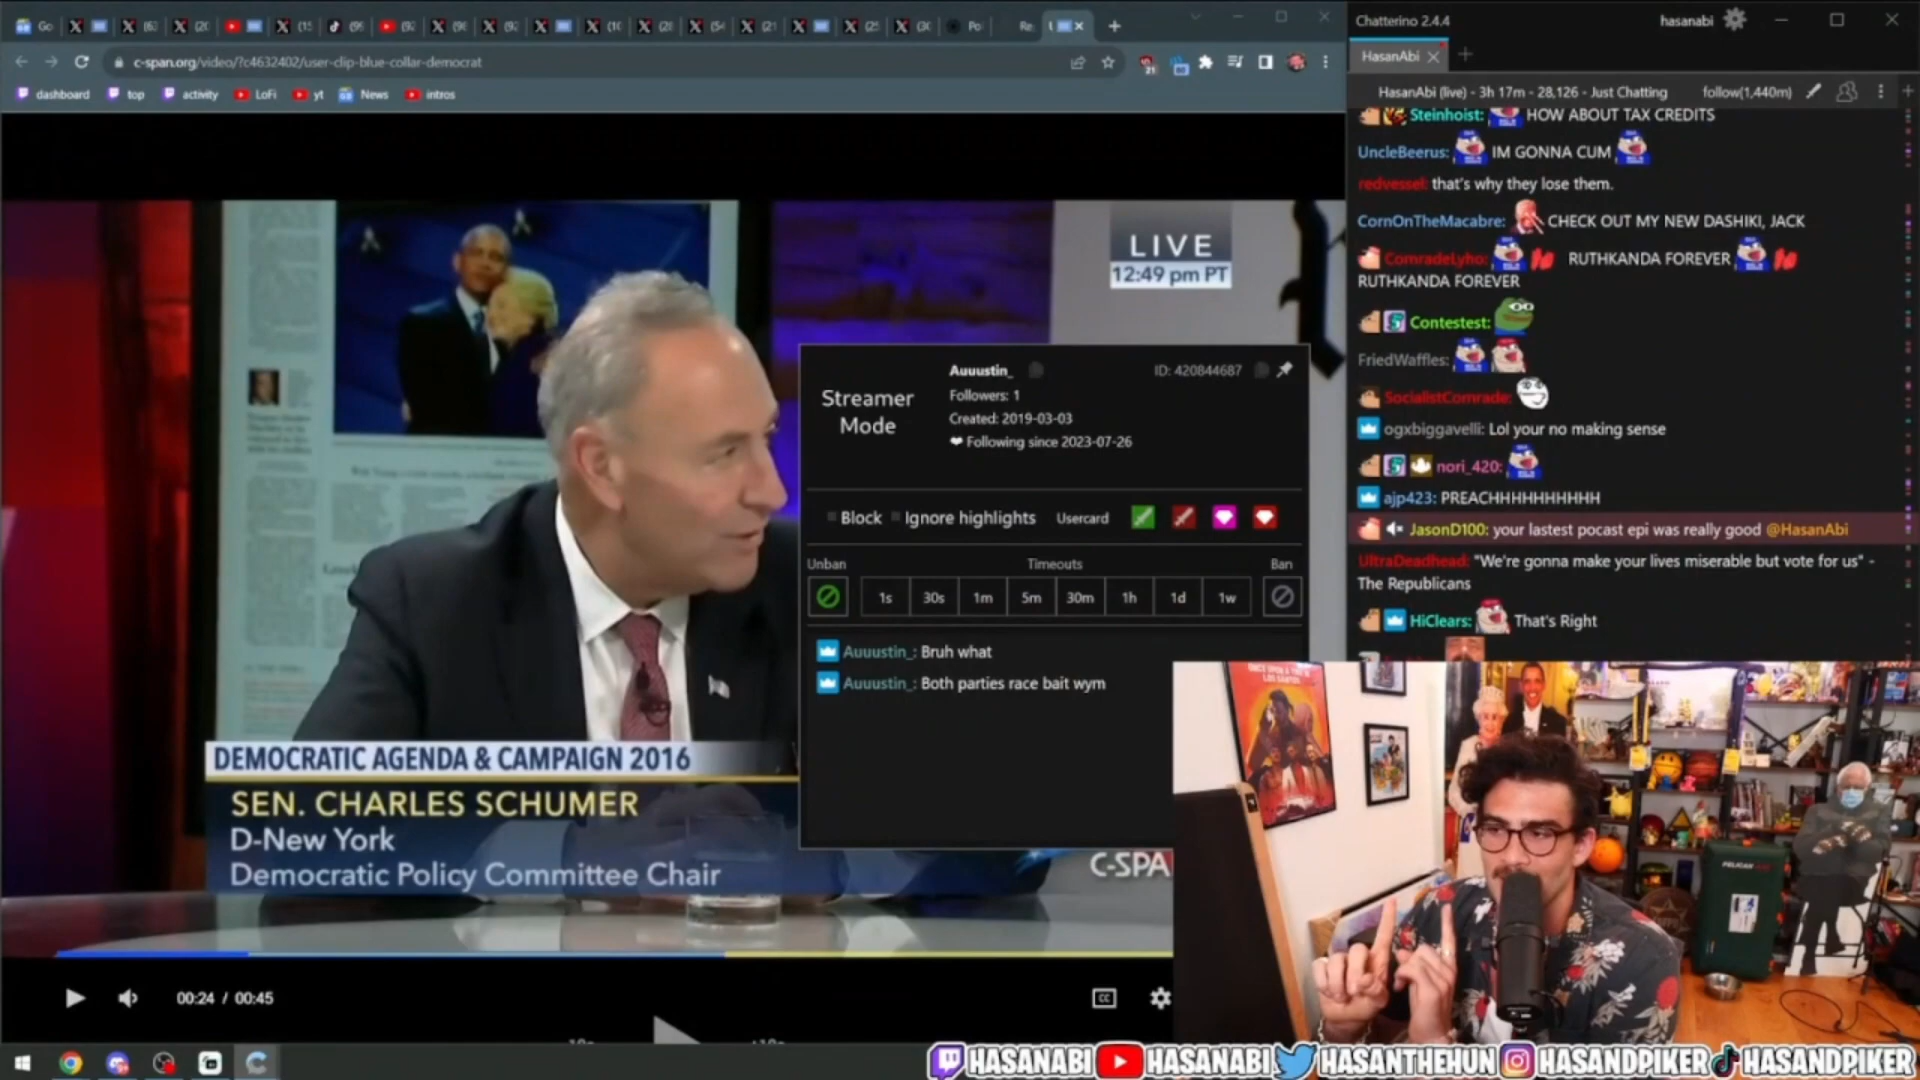 Go
Po
Re
c-span.org/video/?c4632402/user-clip-blue-collar-democrat
dashboard
top
activity
LoFi
yt
News
intros
LIVE
12:49 pm PT
DEMOCRATIC AGENDA & CAMPAIGN 2016
SEN. CHARLES SCHUMER
D-New York
Democratic Policy Committee Chair
C-SPA
00:24 / 00:45
CC
Streamer
Mode
Auuustin_
ID: 420844687
Followers: 1
Created: 2019-03-03
❤ Following since 2023-07-26
Block
Ignore highlights
Usercard
Unban
Timeouts
Ban
1s
30s
1m
5m
30m
1h
1d
1w
Auuustin_: Bruh what
Auuustin_: Both parties race bait wym
Chatterino 2.4.4
hasanabi
HasanAbi
HasanAbi (live) - 3h 17m - 28,126 - Just Chatting
follow(1,440m)
Steinhoist: HOW ABOUT TAX CREDITS
UncleBeerus: IM GONNA CUM
redvessel: that's why they lose them.
CornOnTheMacabre: CHECK OUT MY NEW DASHIKI, JACK
ComradeLyho: RUTHKANDA FOREVER
RUTHKANDA FOREVER
Contestest:
FriedWaffles:
SocialistComrade:
ogxbiggavelli: Lol your no making sense
nori_420:
ajp423: PREACHHHHHHHHHH
JasonD100: your lastest pocast epi was really good @HasanAbi
UltraDeadhead: "We're gonna make your lives miserable but vote for us" -
The Republicans
HiClears: That's Right
LOS SANTOS
PELICAN
HASANABI
HASANABI
HASANTHEHUN
HASANDPIKER
HASANDPIKER